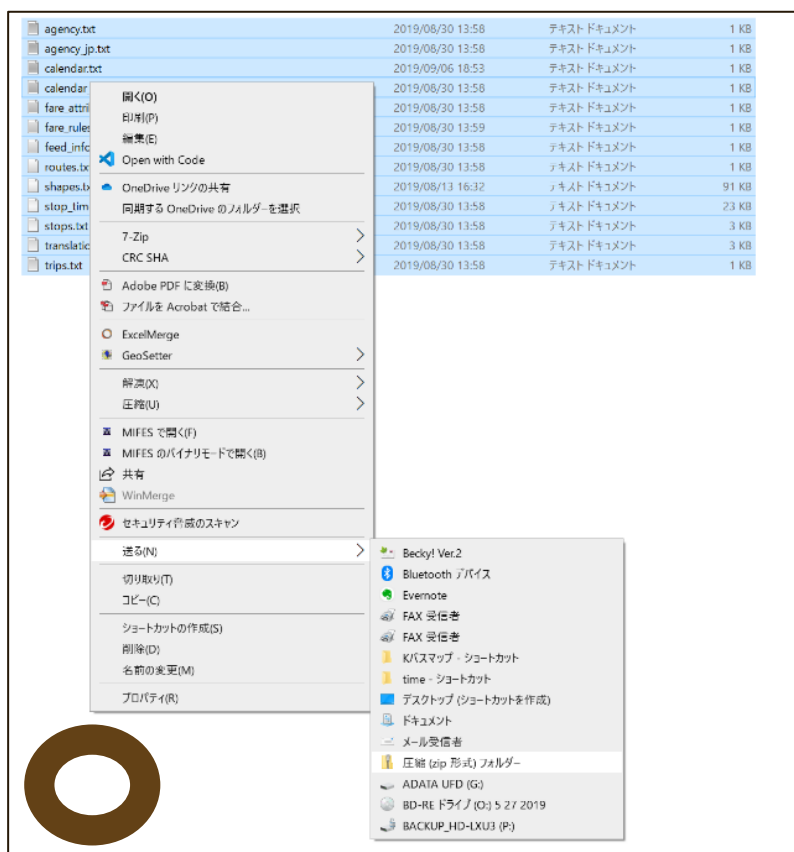 agency.txt 2019/08/30 13:58 テキスト ドキュメント 1 KB
agency_jp.txt 2019/08/30 13:58 テキスト ドキュメント 1 KB
calendar.txt 2019/09/06 18:53 テキスト ドキュメント 1 KB
calendar 2019/08/30 13:58 テキスト ドキュメント 1 KB
fare_attri 2019/08/30 13:58 テキスト ドキュメント 1 KB
fare_rules 2019/08/30 13:59 テキスト ドキュメント 1 KB
feed_info 2019/08/30 13:58 テキスト ドキュメント 1 KB
routes.tx 2019/08/30 13:58 テキスト ドキュメント 1 KB
shapes.tx 2019/08/13 16:32 テキスト ドキュメント 91 KB
stop_tim 2019/08/30 13:58 テキスト ドキュメント 23 KB
stops.txt 2019/08/30 13:58 テキスト ドキュメント 3 KB
translatic 2019/08/30 13:58 テキスト ドキュメント 3 KB
trips.txt 2019/08/30 13:58 テキスト ドキュメント 1 KB
開く(O)
印刷(P)
編集(E)
Open with Code
OneDrive リンクの共有
同期する OneDrive のフォルダーを選択
7-Zip
CRC SHA
Adobe PDF に変換(B)
ファイルを Acrobat で結合...
ExcelMerge
GeoSetter
解凍(X)
圧縮(U)
MIFES で開く(F)
MIFES のバイナリモードで開く(B)
共有
WinMerge
セキュリティ脅威のスキャン
送る(N)
切り取り(T)
コピー(C)
ショートカットの作成(S)
削除(D)
名前の変更(M)
プロパティ(R)
Becky! Ver.2
Bluetooth デバイス
Evernote
FAX 受信者
FAX 受信者
Kバスマップ - ショートカット
time - ショートカット
デスクトップ (ショートカットを作成)
ドキュメント
メール受信者
圧縮 (zip 形式) フォルダー
ADATA UFD (G:)
BD-RE ドライブ (O:) 5 27 2019
BACKUP_HD-LXU3 (P:)